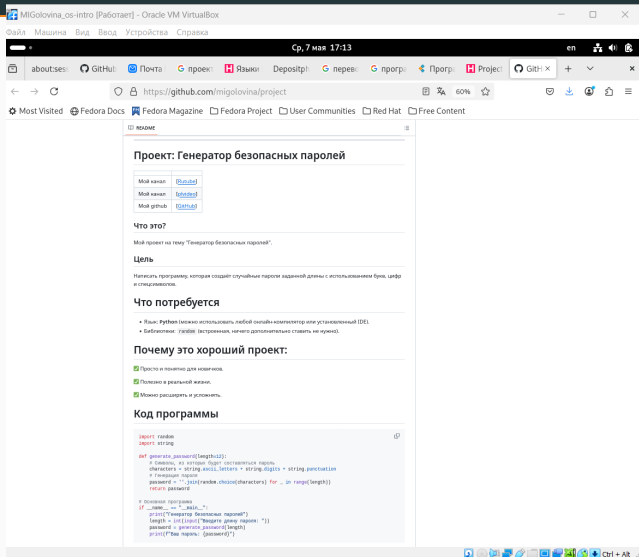 MIGolovina_os-intro [Работает] - Oracle VM VirtualBox
Файл Машина Вид Ввод Устройства Справка
Ср, 7 мая 17:13
en
about:sess GitHub Почта G проект Языки Depositph G перево G програ Програ Project GitH × + ×
https://github.com/migolovina/project 60%
Most Visited Fedora Docs Fedora Magazine Fedora Project User Communities Red Hat Free Content
README
Проект: Генератор безопасных паролей
Мой канал [Rutube]
Мой канал [plvideo]
Мой github [GitHub]
Что это?
Мой проект на тему "Генератор безопасных паролей".
Цель
Написать программу, которая создаёт случайные пароли заданной длины с использованием букв, цифр
и спецсимволов.
Что потребуется
• Язык: Python (можно использовать любой онлайн-компилятор или установленный IDE).
• Библиотеки: random (встроенная, ничего дополнительно ставить не нужно).
Почему это хороший проект:
✅ Просто и понятно для новичков.
✅ Полезно в реальной жизни.
✅ Можно расширять и усложнять.
Код программы
import random
import string
def generate_password(length=12):
# Символы, из которых будет составляться пароль
characters = string.ascii_letters + string.digits + string.punctuation
# Генерация пароля
password = ''.join(random.choice(characters) for _ in range(length))
return password
# Основная программа
if __name__ == "__main__":
print("Генератор безопасных паролей")
length = int(input("Введите длину пароля: "))
password = generate_password(length)
print(f"Ваш пароль: {password}")
Ctrl + Alt